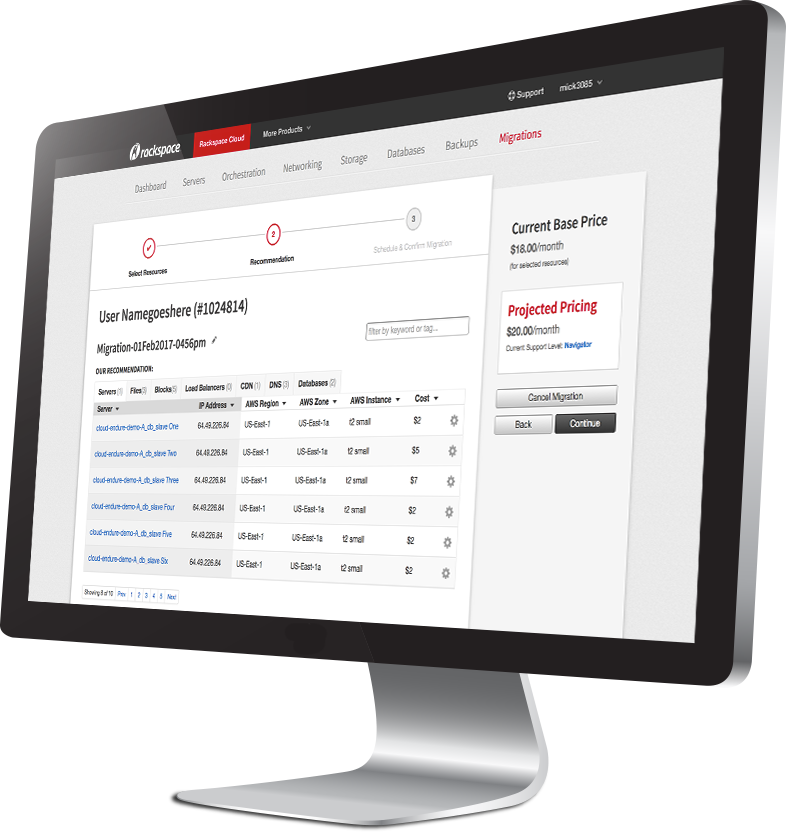 rackspace
Rackspace Cloud
More Products
Support
mick3085
Dashboard
Servers
Orchestration
Networking
Storage
Databases
Backups
Migrations
2
3
Select Resources
Recommendation
Schedule & Confirm Migration
User Namegoeshere (#1024814)
Migration-01Feb2017-0456pm
filter by keyword or tag...
OUR RECOMMENDATION:
Servers (1) Files(3) Blocks(5) Load Balancers (0) CDN (1) DNS (3) Databases (2)
Server IP Address AWS Region AWS Zone AWS Instance Cost
cloud-endure-demo-A_db_slave One 64.49.226.84 US-East-1 US-East-1a t2 small $2
cloud-endure-demo-A_db_slave Two 64.49.226.84 US-East-1 US-East-1a t2 small $5
cloud-endure-demo-A_db_slave Three 64.49.226.84 US-East-1 US-East-1a t2 small $7
cloud-endure-demo-A_db_slave Four 64.49.226.84 US-East-1 US-East-1a t2 small $2
cloud-endure-demo-A_db_slave Five 64.49.226.84 US-East-1 US-East-1a t2 small $2
cloud-endure-demo-A_db_slave Six 64.49.226.84 US-East-1 US-East-1a t2 small $2
Showing 8 of 10 Prev 1 2 3 4 5 Next
Current Base Price
$18.00/month
(for selected resources)
Projected Pricing
$20.00/month
Current Support Level: Navigator
Cancel Migration
Back
Continue